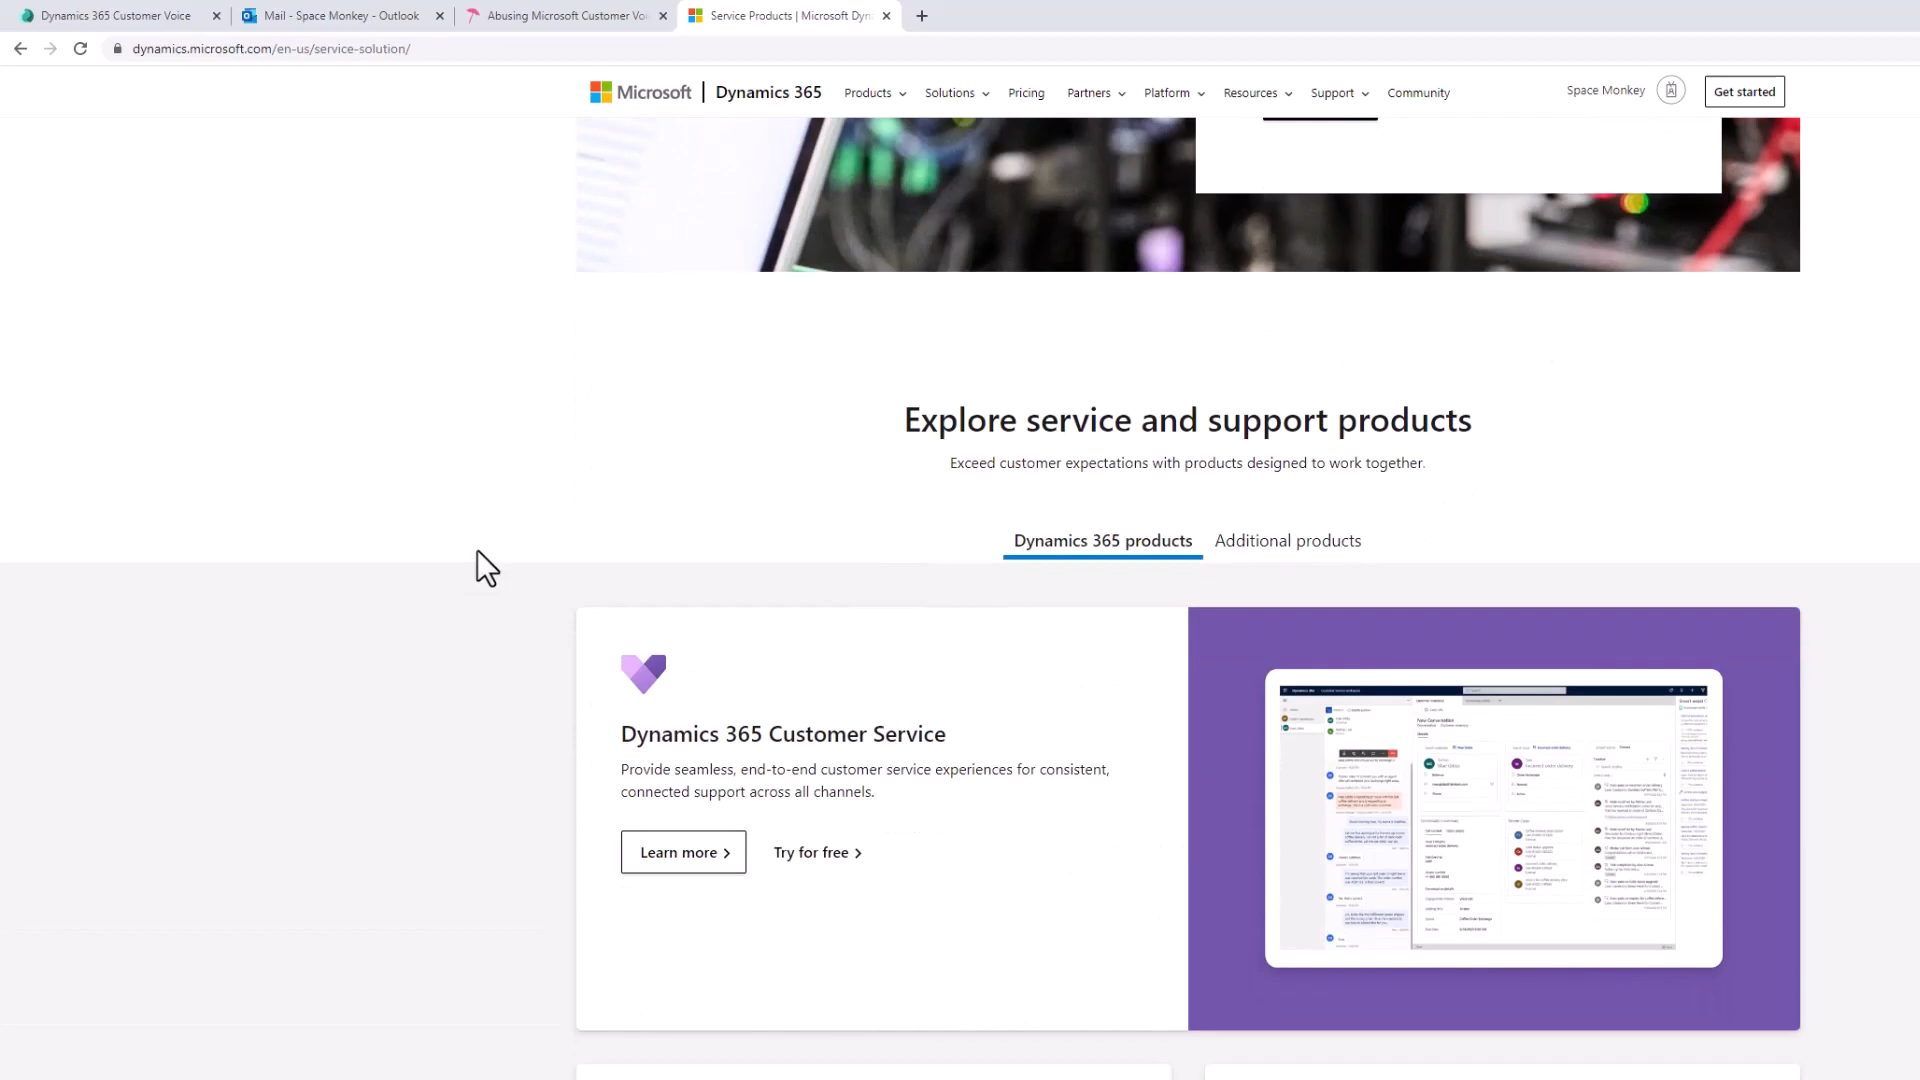 Dynamics 365 Customer Voice
Mail - Space Monkey - Outlook
Abusing Microsoft Customer Vo
Service Products | Microsoft Dyn
dynamics.microsoft.com/en-us/service-solution/
Microsoft | Dynamics 365
Products
Solutions
Pricing
Partners
Platform
Resources
Support
Community
Space Monkey
Get started
Explore service and support products
Exceed customer expectations with products designed to work together.
Dynamics 365 products
Additional products
Dynamics 365 Customer Service
Provide seamless, end-to-end customer service experiences for consistent,
connected support across all channels.
Learn more
Try for free
New Conversation